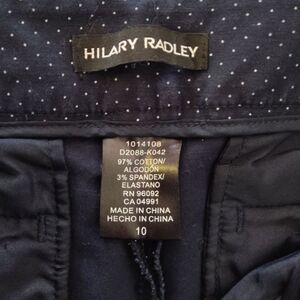 HILARY RADLEY
1014108
D2088-K042
97% COTTON/
ALGODÓN
3% SPANDEX/
ELASTANO
RN 96092
CA 04991
MADE IN CHINA
HECHO IN CHINA
10